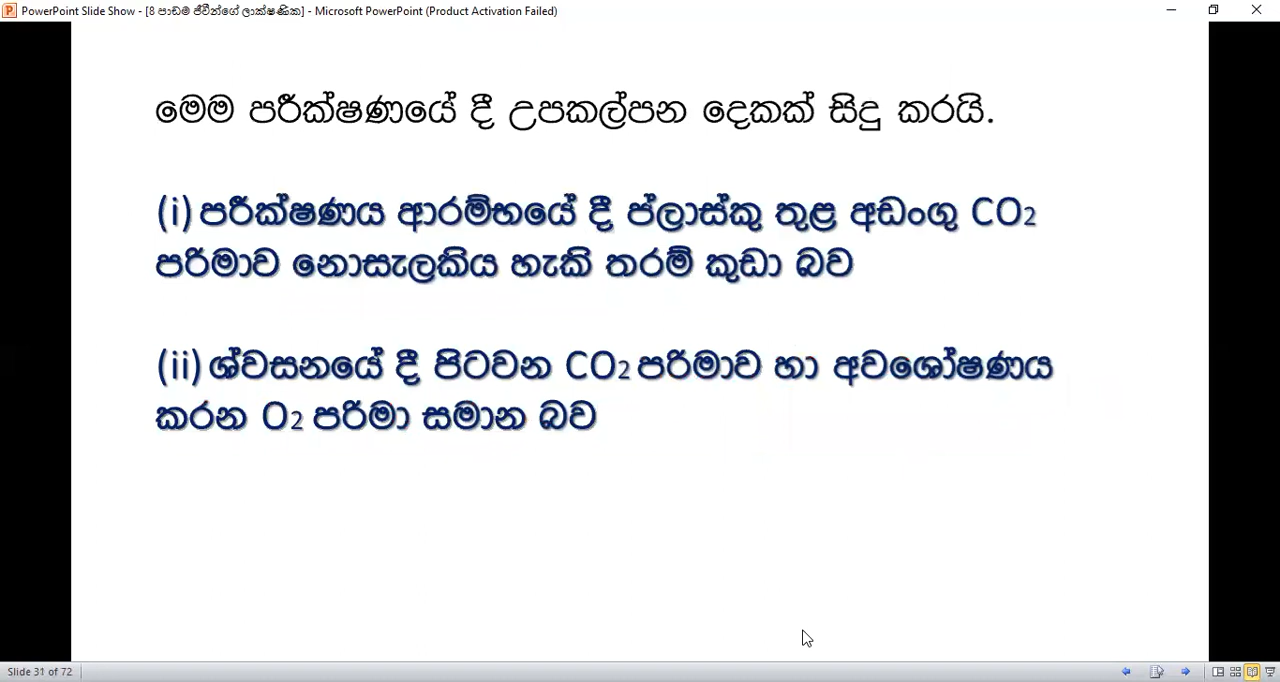 PowerPoint Slide Show - [8 පාඩම ජීවීන්ගේ ලාක්ෂණික] - Microsoft PowerPoint (Product Activation Failed)
මෙම පරීක්ෂණයේ දී උපකල්පන දෙකක් සිදු කරයි.
(i) පරීක්ෂණය ආරම්භයේ දී ප්ලාස්කු තුළ අඩංගු CO₂
පරිමාව නොසැලකිය හැකි තරම් කුඩා බව
(ii) ශ්වසනයේ දී පිටවන CO₂ පරිමාව හා අවශෝෂණය
කරන O₂ පරිමා සමාන බව
Slide 31 of 72